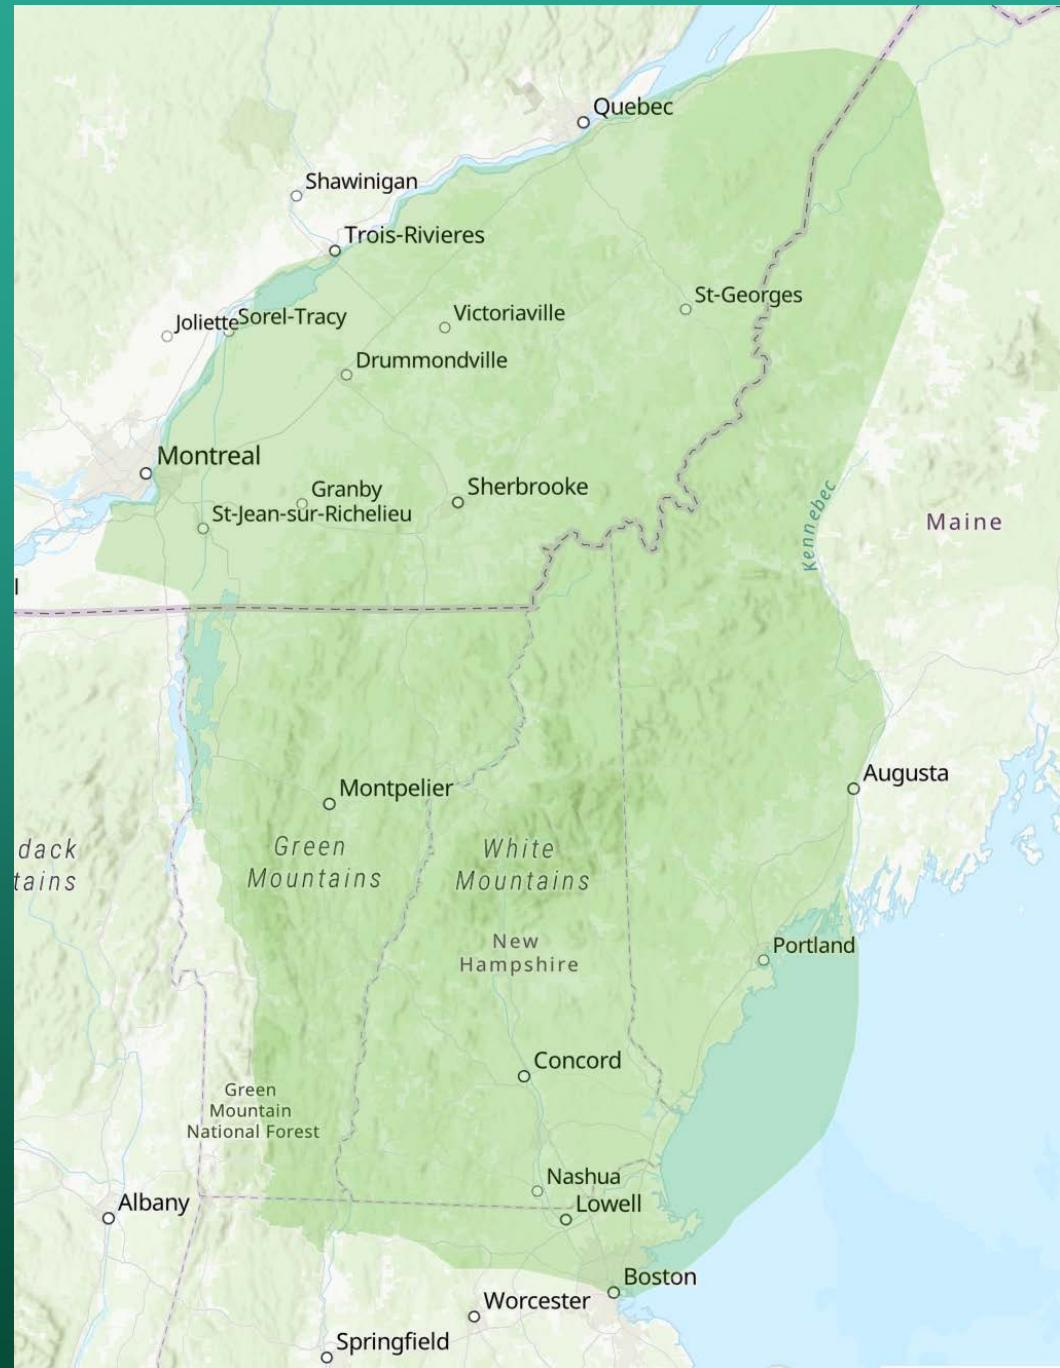 Quebec
Shawinigan
Trois-Rivieres
St-Georges
Victoriaville
Joliette
Sorel-Tracy
Drummondville
Montreal
Granby
Sherbrooke
St-Jean-sur-Richelieu
Kennebec
Maine
l
Augusta
Montpelier
dack
tains
Green
Mountains
White
Mountains
New
Hampshire
Portland
Concord
Green
Mountain
National Forest
Nashua
Albany
Lowell
Boston
Worcester
Springfield